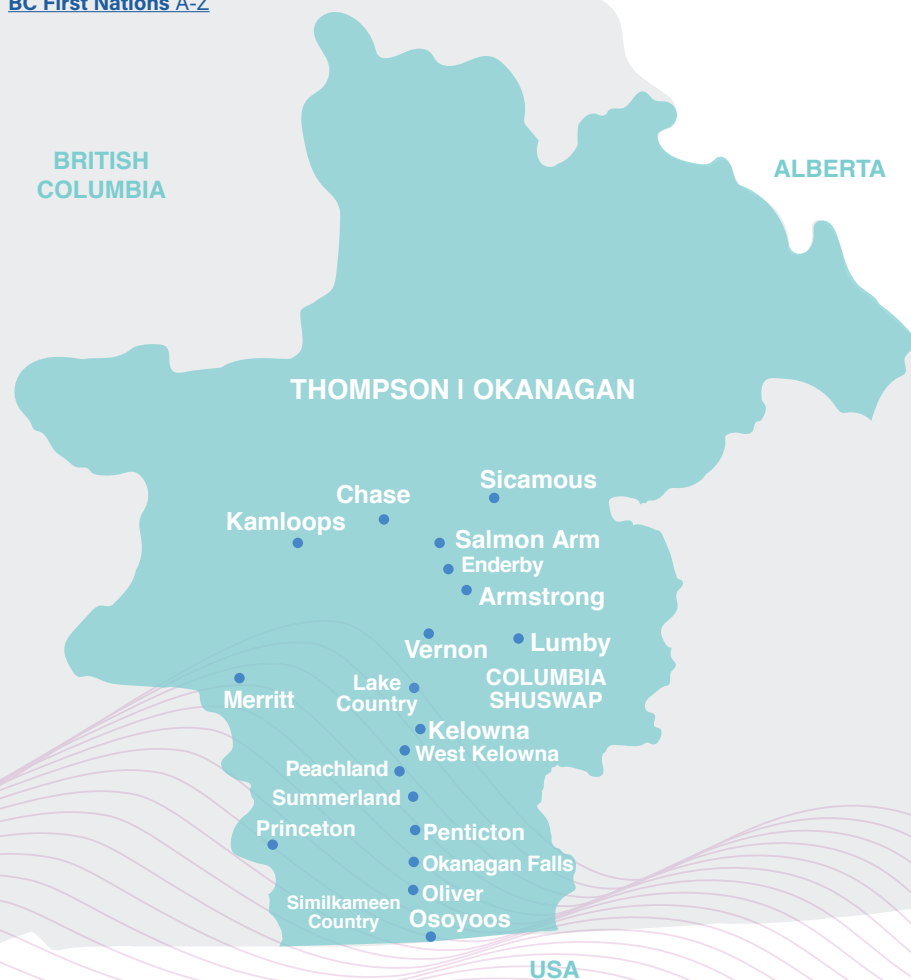 BC First Nations A-Z
BRITISH
COLUMBIA
ALBERTA
THOMPSON | OKANAGAN
Sicamous
Chase
Kamloops
Salmon Arm
Enderby
Armstrong
Vernon
Lumby
COLUMBIA
SHUSWAP
Lake
Country
Merritt
Kelowna
West Kelowna
Peachland
Summerland
Princeton
Penticton
Okanagan Falls
Oliver
Similkameen
Country
Osoyoos
USA